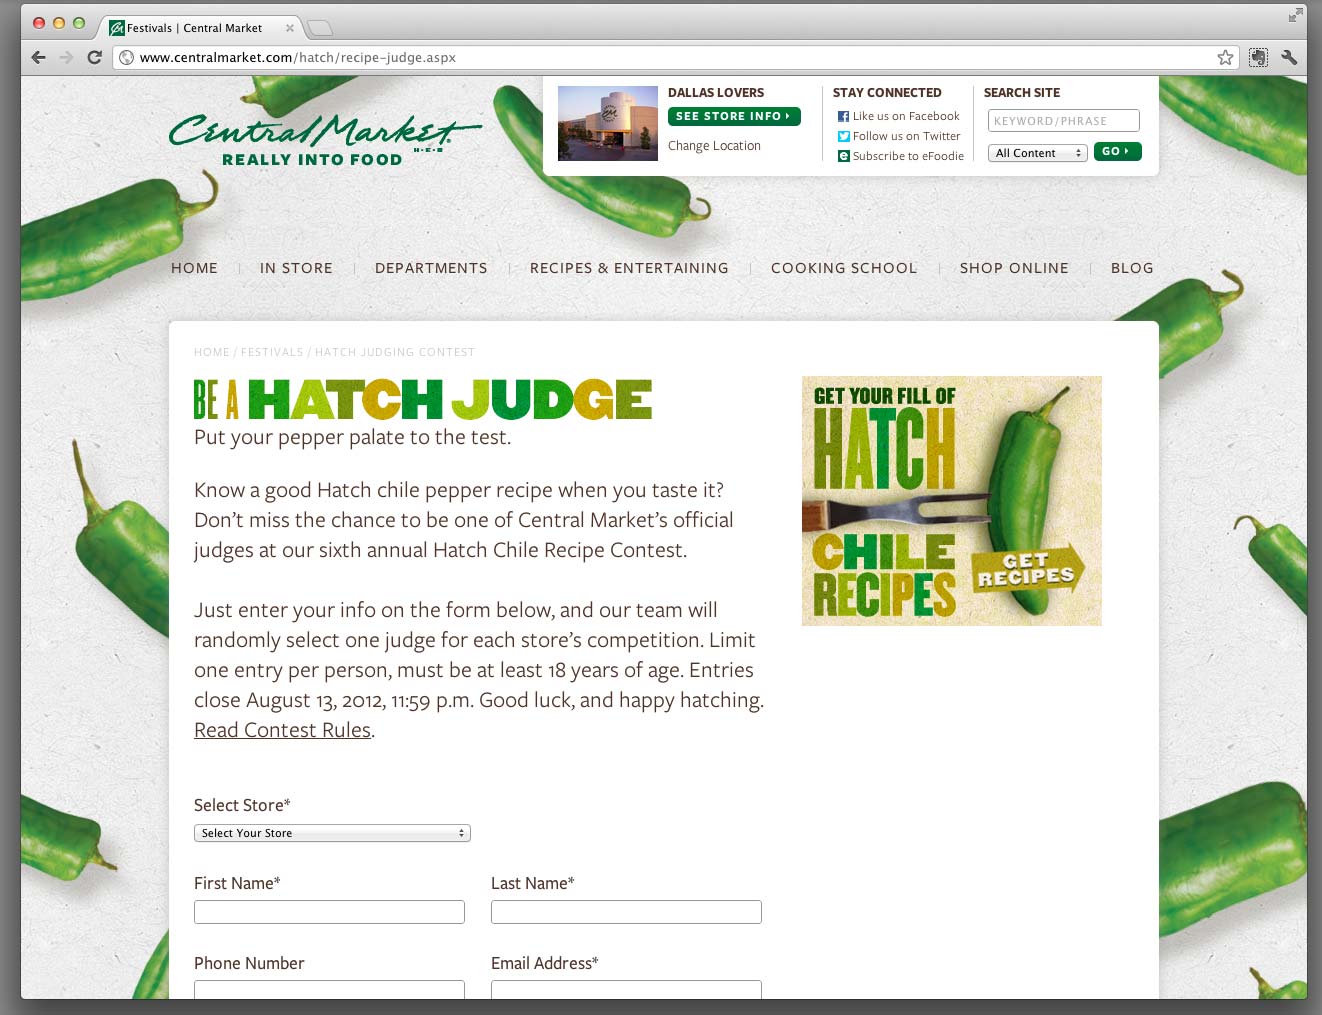 Festivals | Central Market
www.centralmarket.com/hatch/recipe-judge.aspx
Central Market
H-E-B
REALLY INTO FOOD
DALLAS LOVERS
SEE STORE INFO
Change Location
STAY CONNECTED
Like us on Facebook
Follow us on Twitter
Subscribe to eFoodie
SEARCH SITE
KEYWORD/PHRASE
All Content
GO
HOME
IN STORE
DEPARTMENTS
RECIPES & ENTERTAINING
COOKING SCHOOL
SHOP ONLINE
BLOG
HOME / FESTIVALS / HATCH JUDGING CONTEST
BE A HATCH JUDGE
Put your pepper palate to the test.
Know a good Hatch chile pepper recipe when you taste it?
Don't miss the chance to be one of Central Market's official
judges at our sixth annual Hatch Chile Recipe Contest.
Just enter your info on the form below, and our team will
randomly select one judge for each store's competition. Limit
one entry per person, must be at least 18 years of age. Entries
close August 13, 2012, 11:59 p.m. Good luck, and happy hatching.
Read Contest Rules.
GET YOUR FILL OF
HATCH
CHILE
RECIPES
GET
RECIPES
Select Store*
Select Your Store
First Name*
Last Name*
Phone Number
Email Address*